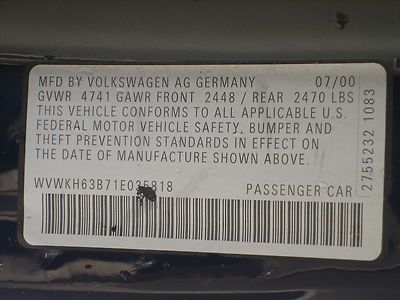 MFD BY VOLKSWAGEN AG GERMANY 07/00
GVWR 4741 GAWR FRONT 2448 / REAR 2470 LBS
THIS VEHICLE CONFORMS TO ALL APPLICABLE U.S.
FEDERAL MOTOR VEHICLE SAFETY, BUMPER AND
THEFT PREVENTION STANDARDS IN EFFECT ON
THE DATE OF MANUFACTURE SHOWN ABOVE.
WVWKH63B71E035818 PASSENGER CAR
2755232 1083